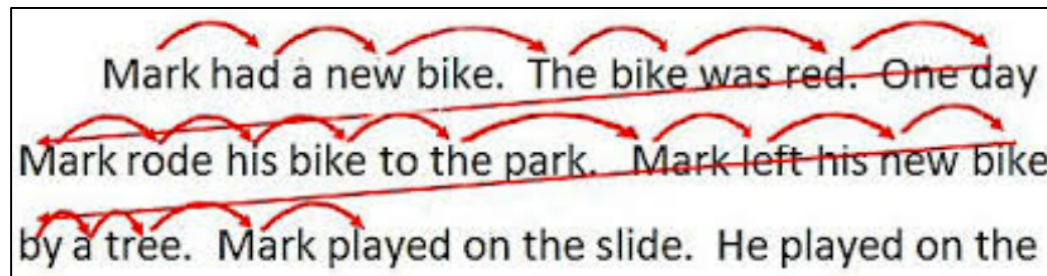 Mark had a new bike.  The bike was red.  One day
Mark rode his bike to the park.  Mark left his new bike
by a tree.  Mark played on the slide.  He played on the